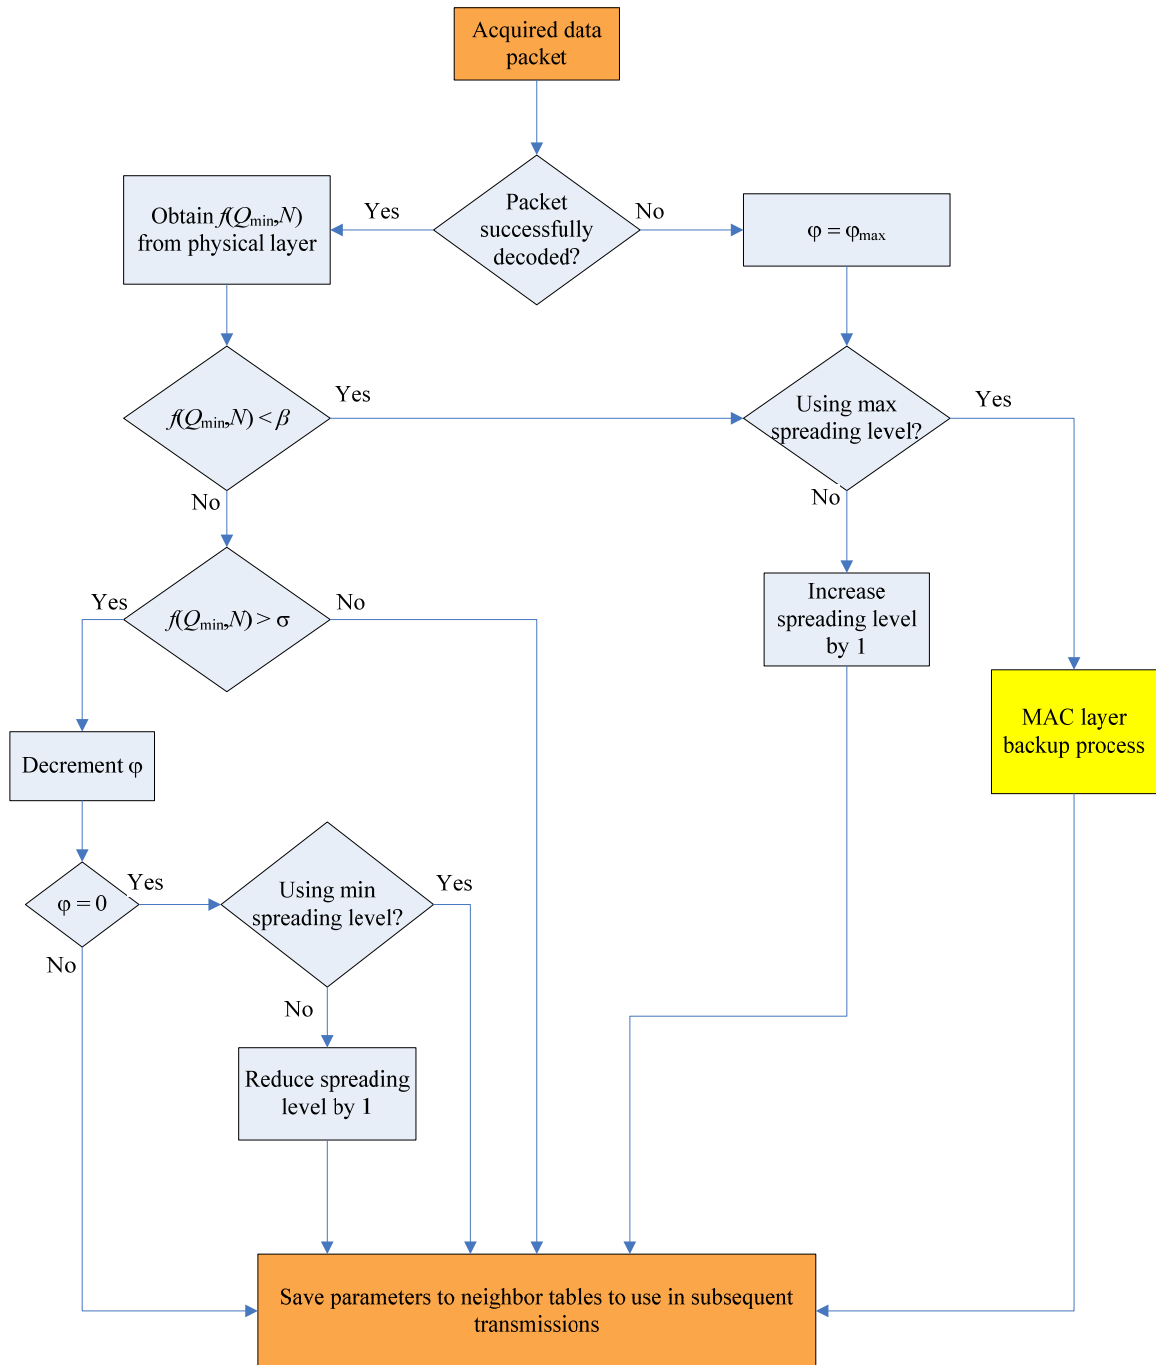 Acquired data
packet
Packet
successfully
decoded?
Yes
No
Obtain f(Qmin,N)
from physical layer
φ = φmax
f(Qmin,N) < β
Yes
Using max
spreading level?
Yes
No
No
f(Qmin,N) > σ
Yes
No
Increase
spreading level
by 1
MAC layer
backup process
Decrement φ
φ = 0
Yes
Using min
spreading level?
Yes
No
No
Reduce spreading
level by 1
Save parameters to neighbor tables to use in subsequent
transmissions